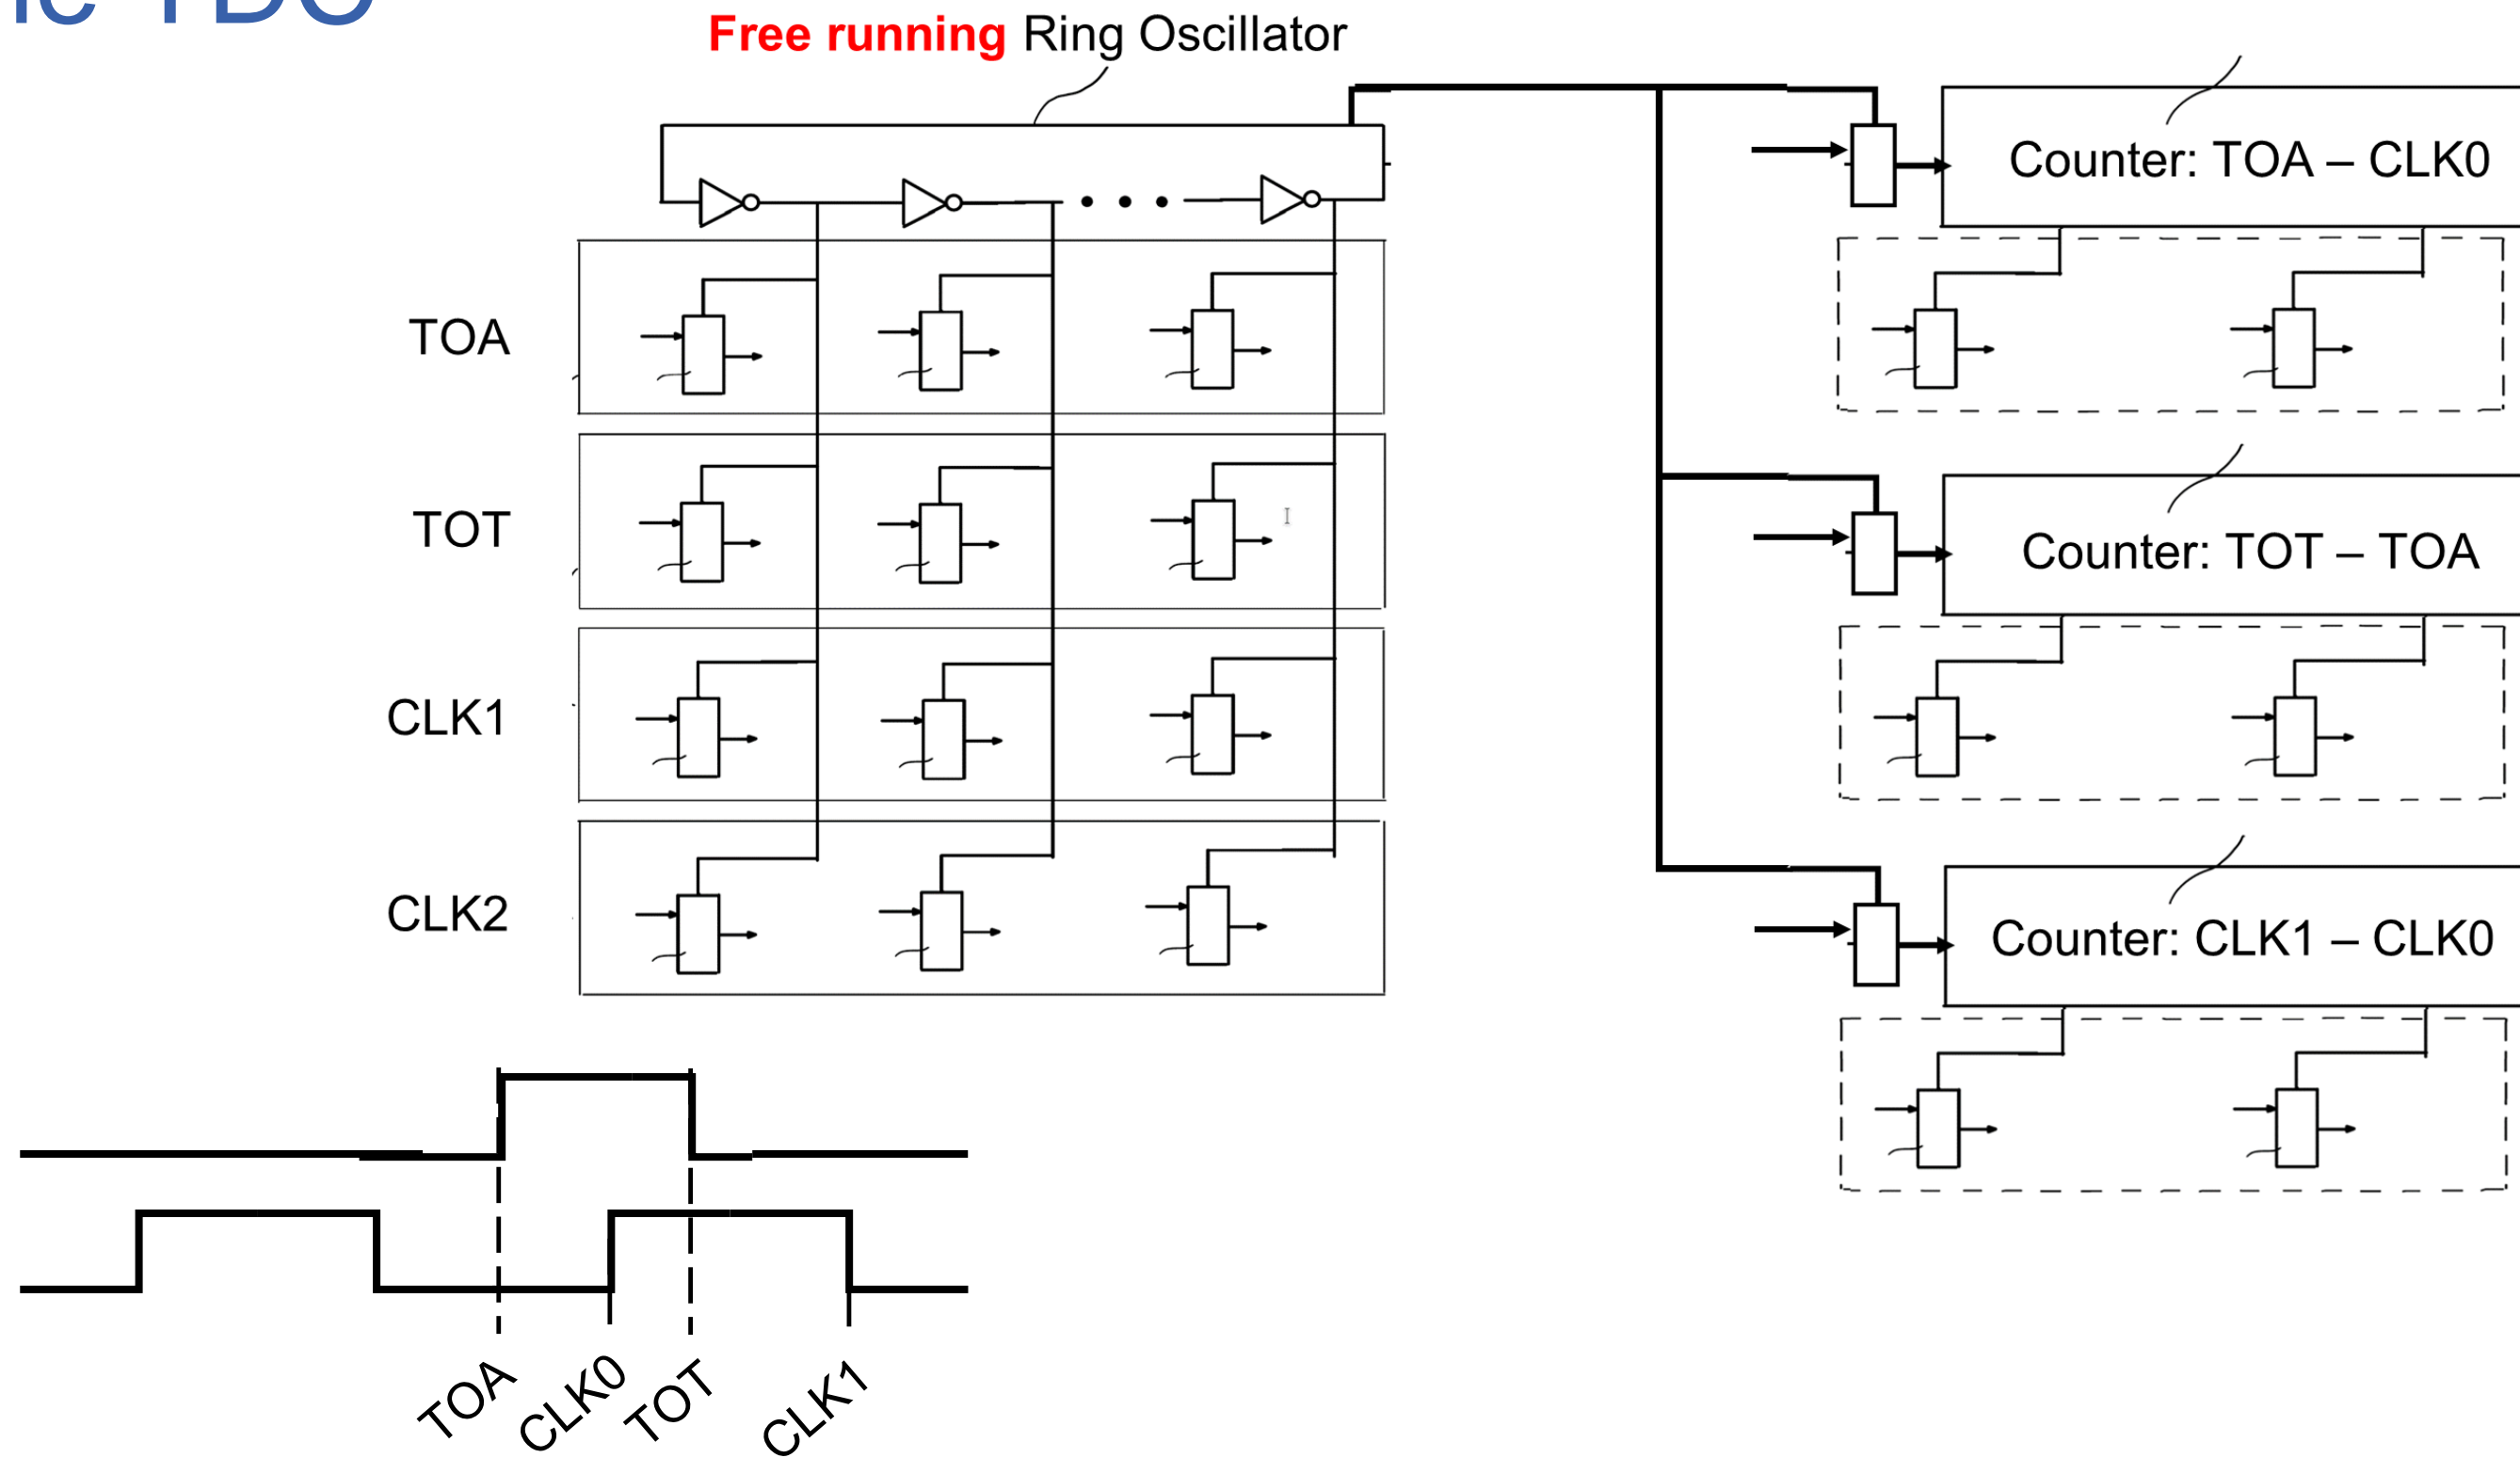 TDC
Free running Ring Oscillator
Counter: TOA – CLK0
TOA
TOT
Counter: TOT – TOA
CLK1
CLK2
Counter: CLK1 – CLK0
TOA
CLK0
TOT
CLK1